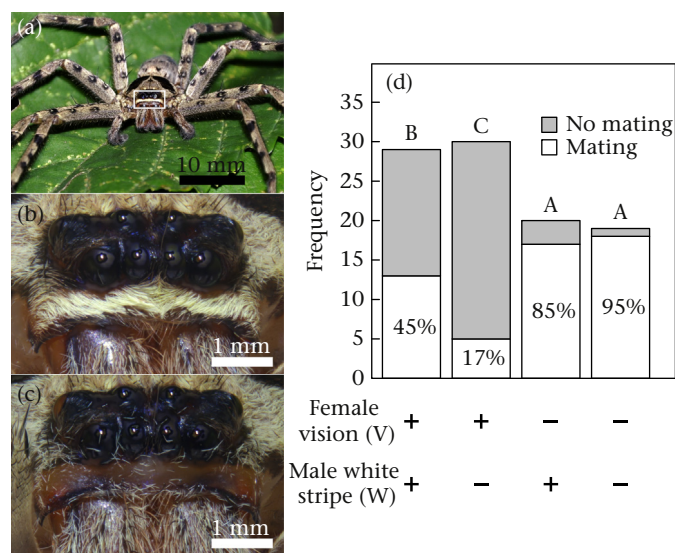 (a)
10 mm
(b)
1 mm
(c)
1 mm
(d)
No mating
Mating
Frequency
35
30
25
20
15
10
5
0
B
C
A
A
45%
17%
85%
95%
Female
vision (V)
+ + − −
Male white
stripe (W)
+ − + −